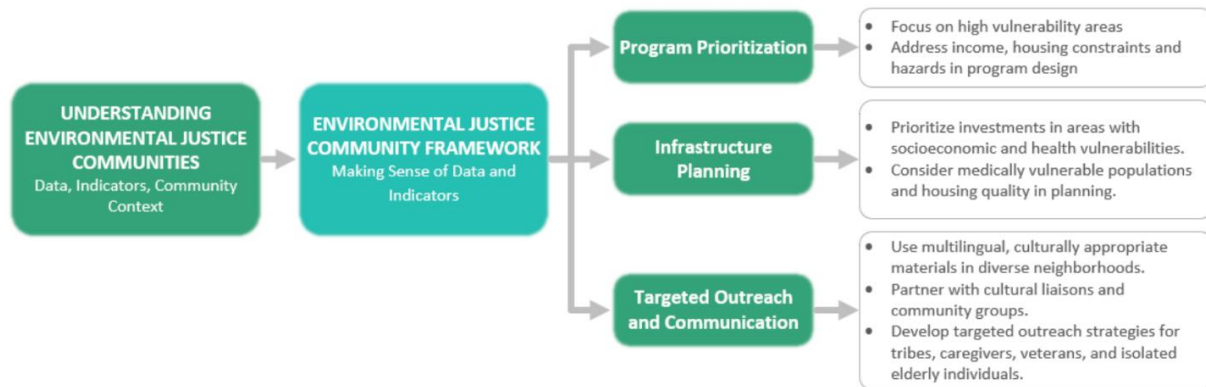 UNDERSTANDING
ENVIRONMENTAL JUSTICE
COMMUNITIES
Data, Indicators, Community
Context
ENVIRONMENTAL JUSTICE
COMMUNITY FRAMEWORK
Making Sense of Data and
Indicators
Program Prioritization
• Focus on high vulnerability areas
• Address income, housing constraints and
hazards in program design
Infrastructure
Planning
• Prioritize investments in areas with
socioeconomic and health vulnerabilities.
• Consider medically vulnerable populations
and housing quality in planning.
Targeted Outreach
and Communication
• Use multilingual, culturally appropriate
materials in diverse neighborhoods.
• Partner with cultural liaisons and
community groups.
• Develop targeted outreach strategies for
tribes, caregivers, veterans, and isolated
elderly individuals.